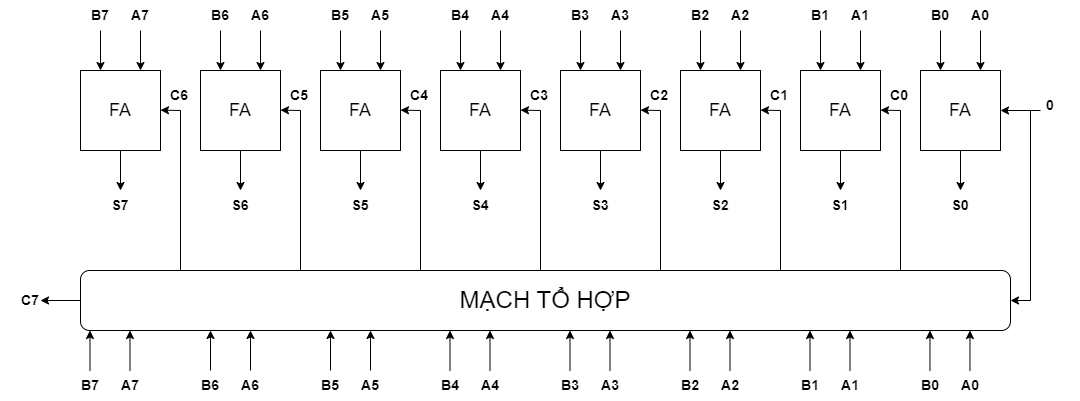 B7 A7 B6 A6 B5 A5 B4 A4 B3 A3 B2 A2 B1 A1 B0 A0
FA C6 FA C5 FA C4 FA C3 FA C2 FA C1 FA C0 FA 0
S7 S6 S5 S4 S3 S2 S1 S0
C7 MẠCH TỔ HỢP
B7 A7 B6 A6 B5 A5 B4 A4 B3 A3 B2 A2 B1 A1 B0 A0